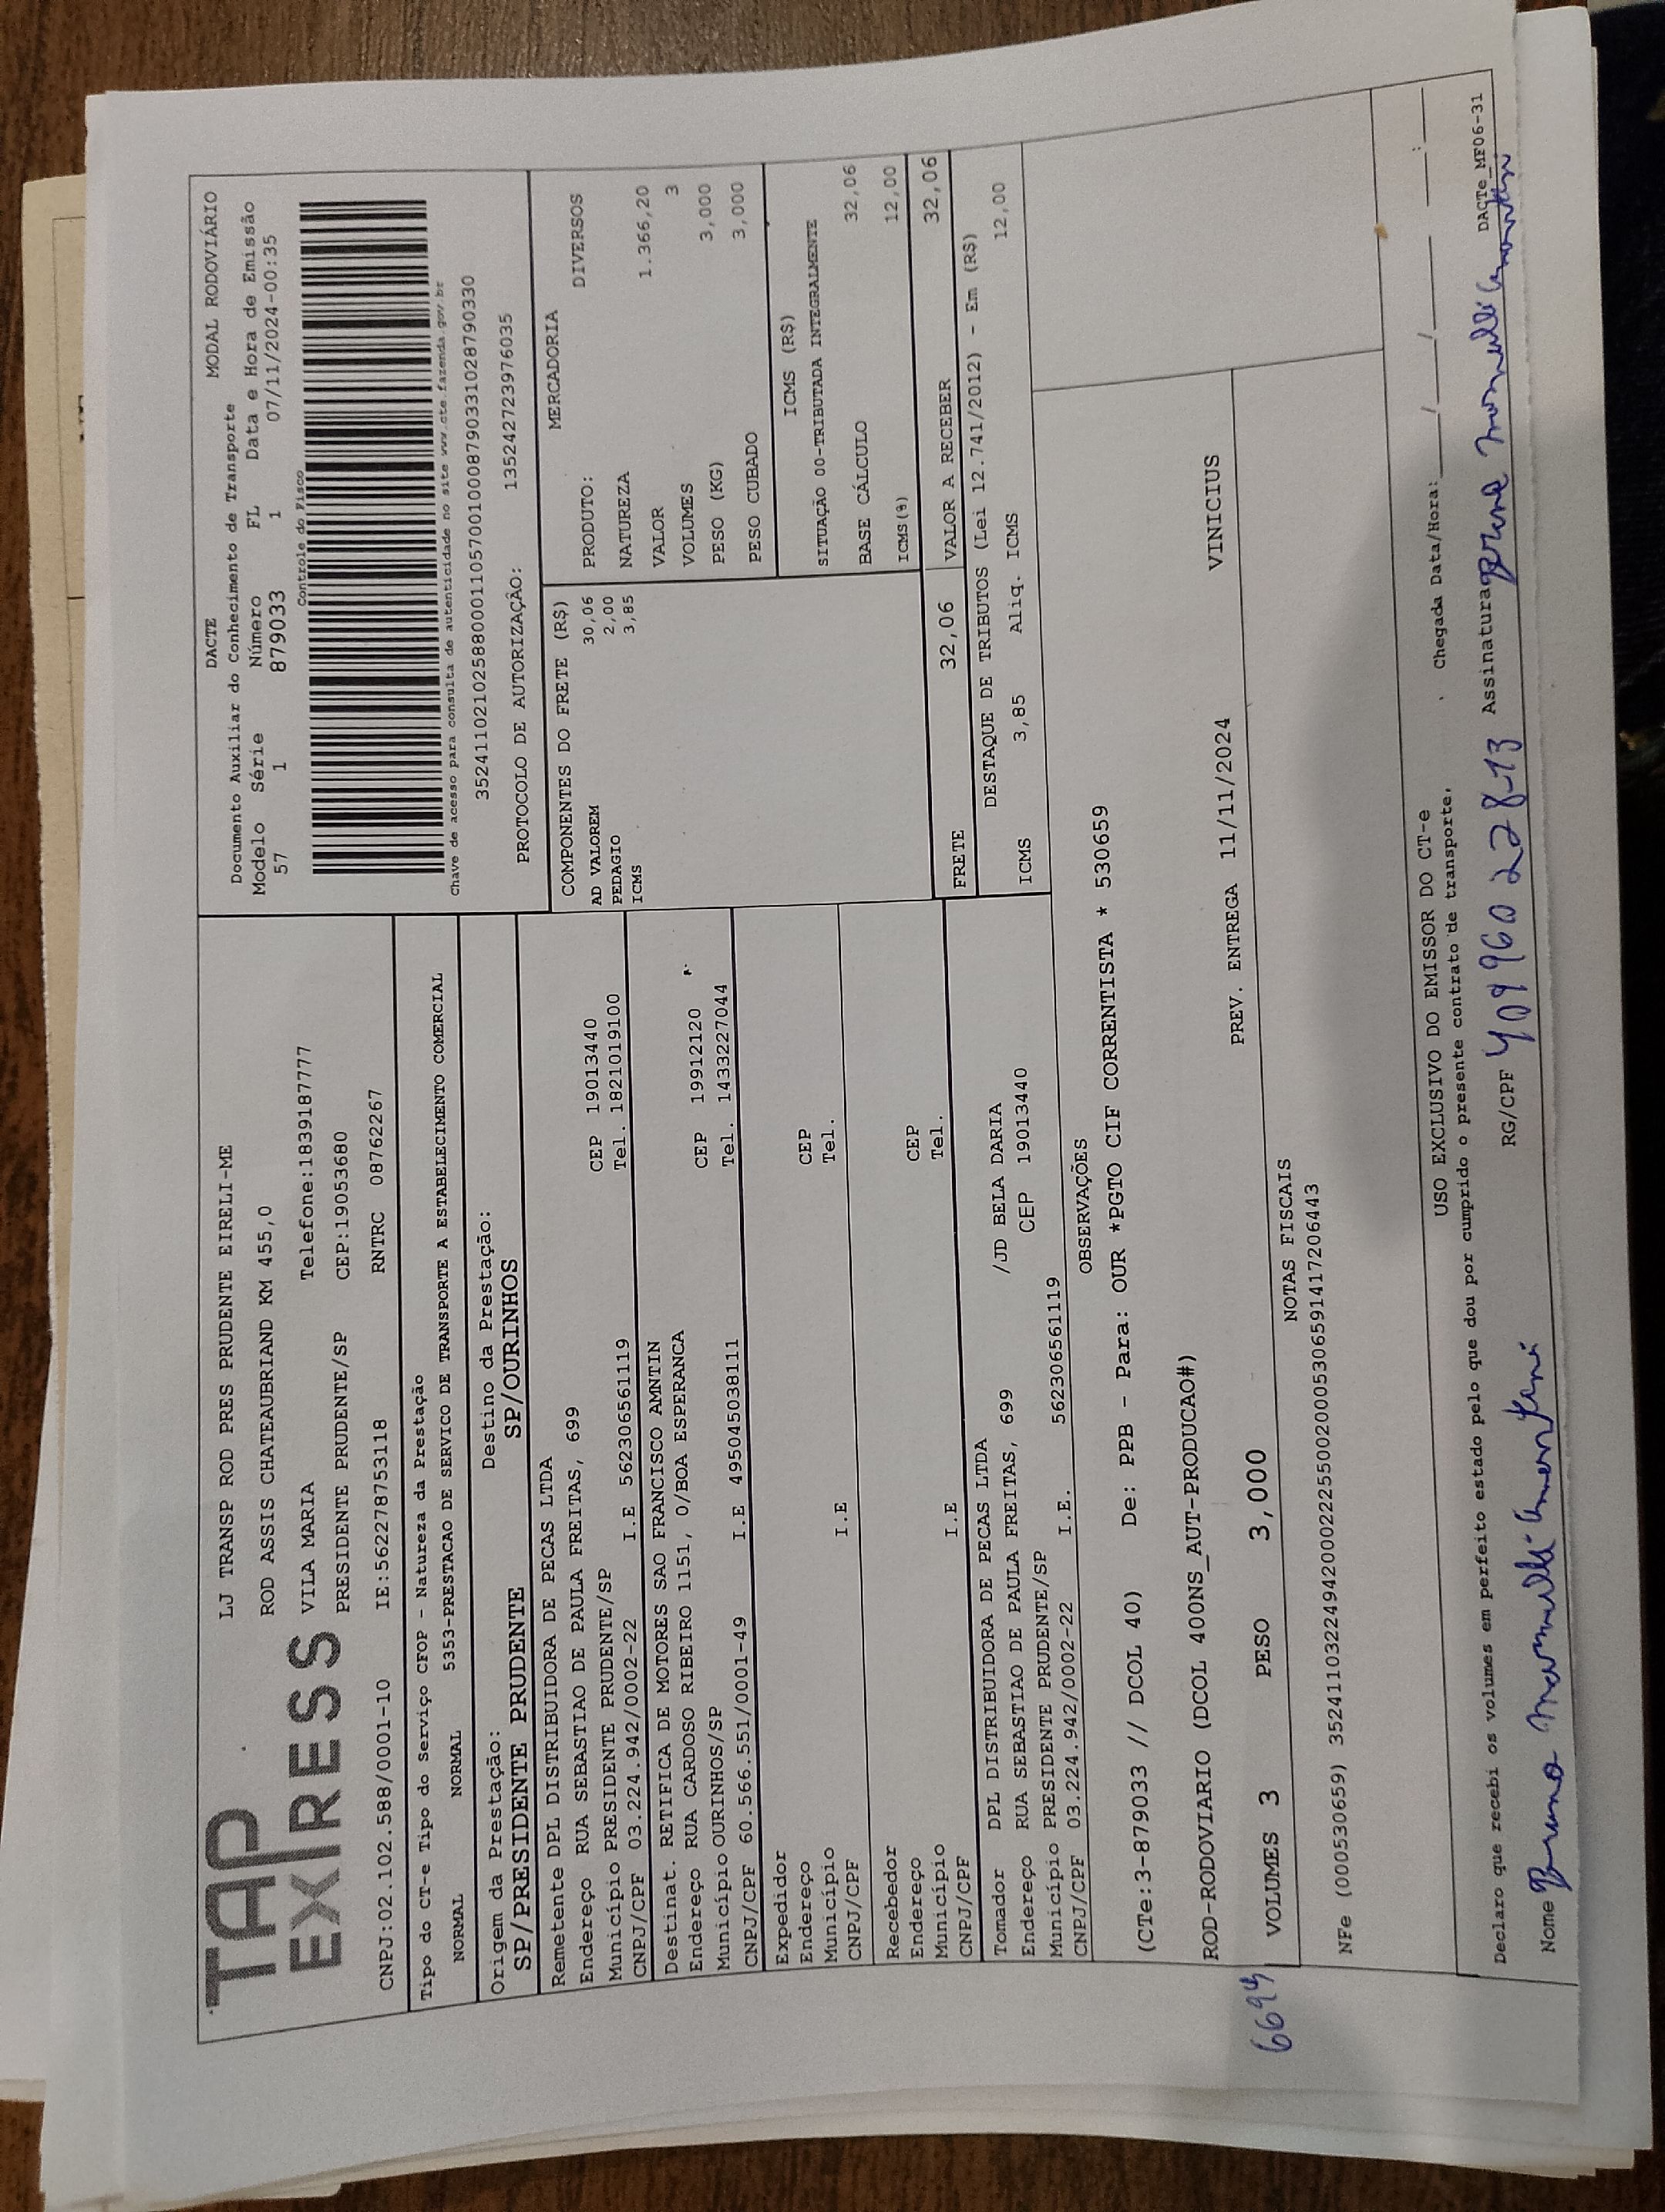 TAP
EXPRESS
LJ TRANSP ROD PRES PRUDENTE EIRELI-ME
ROD ASSIS CHATEAUBRIAND KM 455,0
VILA MARIA Telefone:1839187777
PRESIDENTE PRUDENTE/SP CEP:19053680
CNPJ:02.102.588/0001-10 IE:562278753118 RNTRC 08762267
DACTE MODAL RODOVIÁRIO
Documento Auxiliar do Conhecimento de Transporte
Modelo Série Número FL Data e Hora de Emissão
57 1 879033 1 07/11/2024-00:35
Controle do Fisco
Chave de acesso para consulta de autenticidade no site www.cte.fazenda.gov.br
35241102102588000110570010008790331028790330
PROTOCOLO DE AUTORIZAÇÃO: 135242723976035
Tipo do CT-e Tipo do Serviço CFOP - Natureza da Prestação
NORMAL NORMAL 5353-PRESTACAO DE SERVICO DE TRANSPORTE A ESTABELECIMENTO COMERCIAL
Origem da Prestação: Destino da Prestação:
SP/PRESIDENTE PRUDENTE SP/OURINHOS
Remetente DPL DISTRIBUIDORA DE PECAS LTDA
Endereço RUA SEBASTIAO DE PAULA FREITAS, 699 CEP 19013440
Município PRESIDENTE PRUDENTE/SP Tel. 1821019100
CNPJ/CPF 03.224.942/0002-22 I.E 562306561119
Destinat. RETIFICA DE MOTORES SAO FRANCISCO AMNTIN
Endereço RUA CARDOSO RIBEIRO 1151, 0/BOA ESPERANCA CEP 19912120
Município OURINHOS/SP Tel. 1433227044
CNPJ/CPF 60.566.551/0001-49 I.E 495045038111
Expedidor
Endereço CEP
Município Tel.
CNPJ/CPF I.E
Recebedor
Endereço CEP
Município Tel.
CNPJ/CPF I.E
Tomador DPL DISTRIBUIDORA DE PECAS LTDA
Endereço RUA SEBASTIAO DE PAULA FREITAS, 699 /JD BELA DARIA
Município PRESIDENTE PRUDENTE/SP CEP 19013440
CNPJ/CPF 03.224.942/0002-22 I.E. 562306561119
COMPONENTES DO FRETE (R$)
AD VALOREM 30,06
PEDAGIO 2,00
ICMS 3,85
MERCADORIA
PRODUTO: DIVERSOS
NATUREZA
VALOR 1.366,20
VOLUMES 3
PESO (KG) 3,000
PESO CUBADO 3,000
ICMS (R$)
SITUAÇÃO 00-TRIBUTADA INTEGRALMENTE
BASE CÁLCULO 32,06
ICMS(%) 12,00
FRETE 32,06 VALOR A RECEBER 32,06
DESTAQUE DE TRIBUTOS (Lei 12.741/2012) - Em (R$)
ICMS 3,85 Aliq. ICMS 12,00
OBSERVAÇÕES
(CTe:3-879033 // DCOL 40) De: PPB - Para: OUR *PGTO CIF CORRENTISTA * 530659
ROD-RODOVIARIO (DCOL 400NS_AUT-PRODUCAO#)
PREV. ENTREGA 11/11/2024 VINICIUS
6694
VOLUMES 3 PESO 3,000
NOTAS FISCAIS
NFe (000530659) 35241103224942000222550020005306591417206443
USO EXCLUSIVO DO EMISSOR DO CT-e
Declaro que recebi os volumes em perfeito estado pelo que dou por cumprido o presente contrato de transporte, Chegada Data/Hora:____/____/____ ___:___
Nome Bruno RG/CPF 409 960 228-13 Assinatura Bruno
DACTe_MF06-31